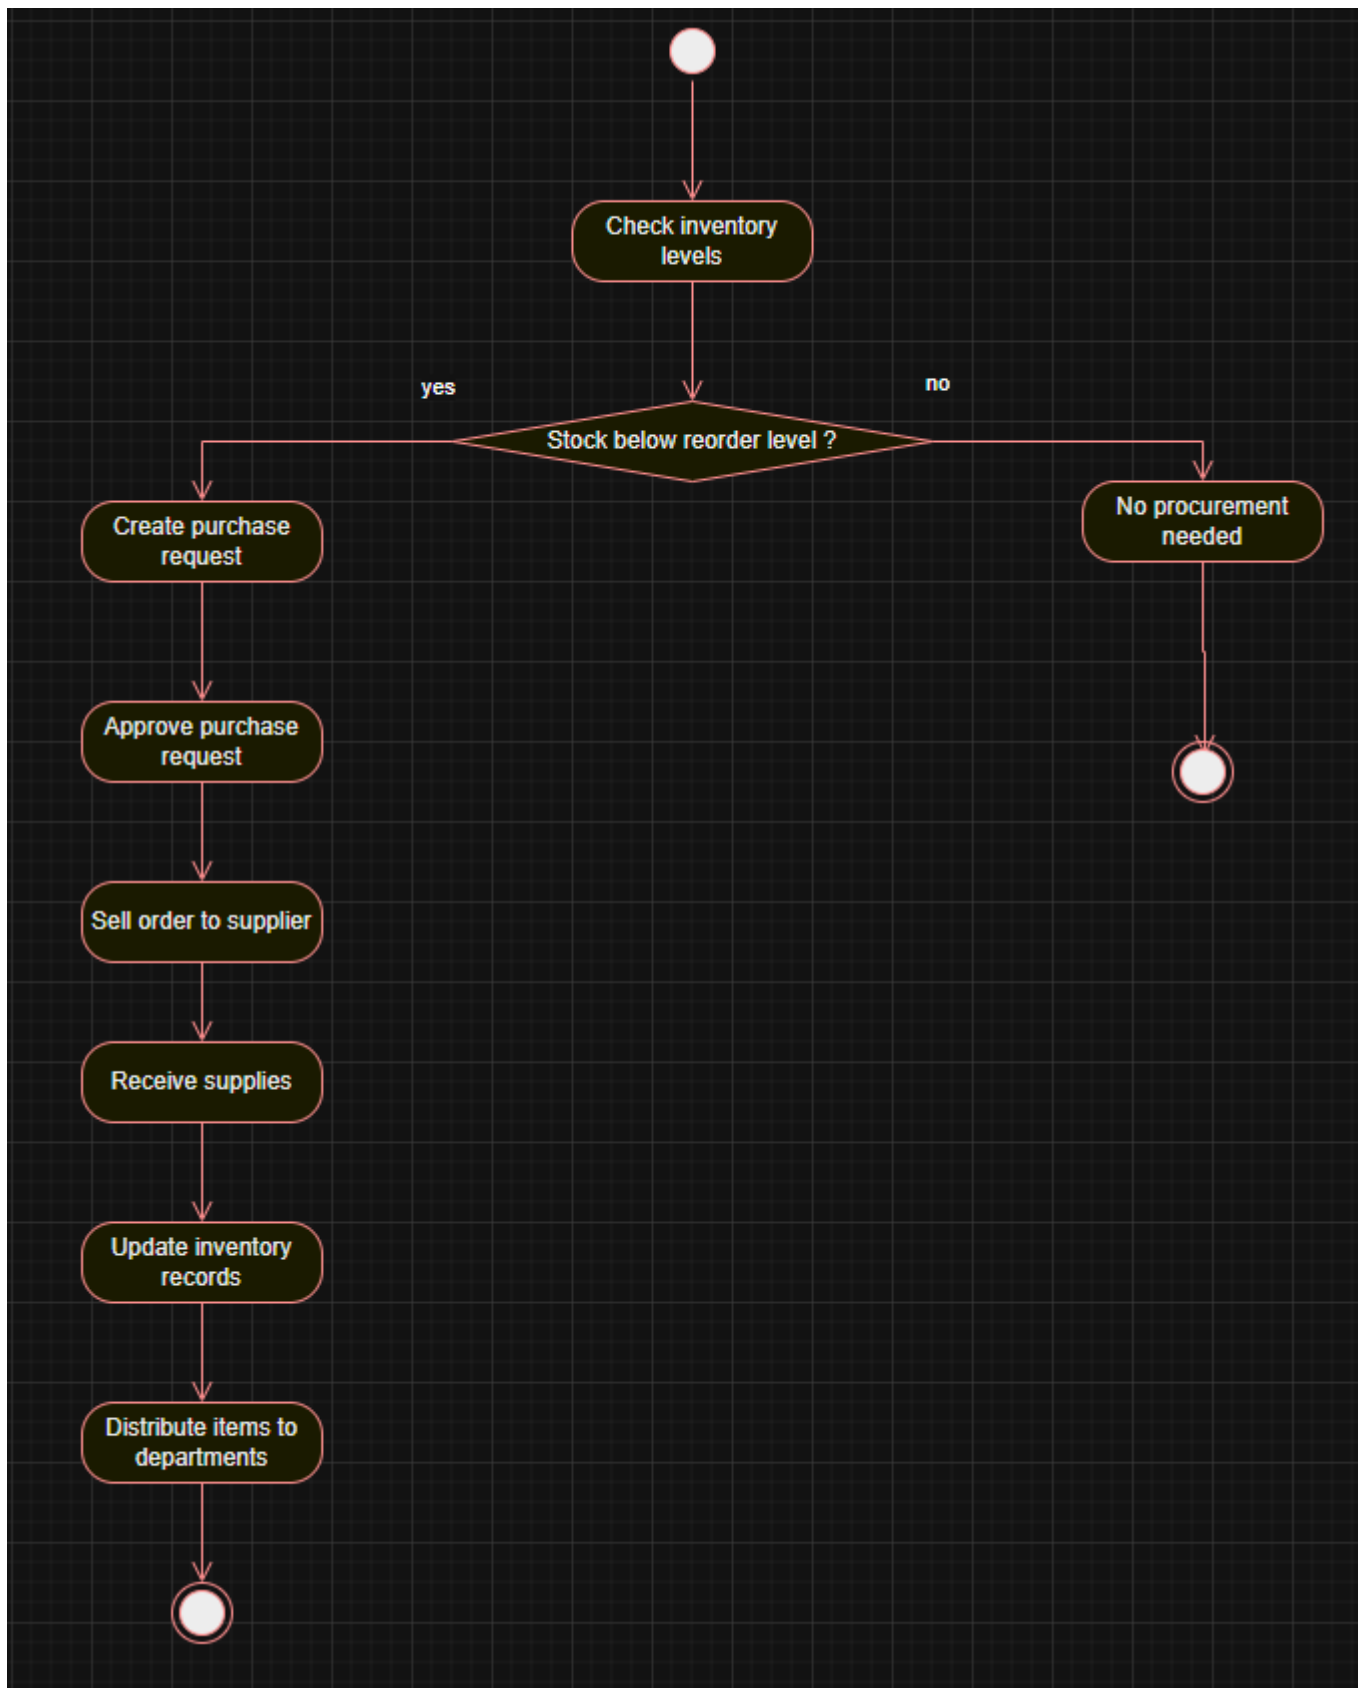 Check inventory
levels
yes
no
Stock below reorder level ?
Create purchase
request
No procurement
needed
Approve purchase
request
Sell order to supplier
Receive supplies
Update inventory
records
Distribute items to
departments